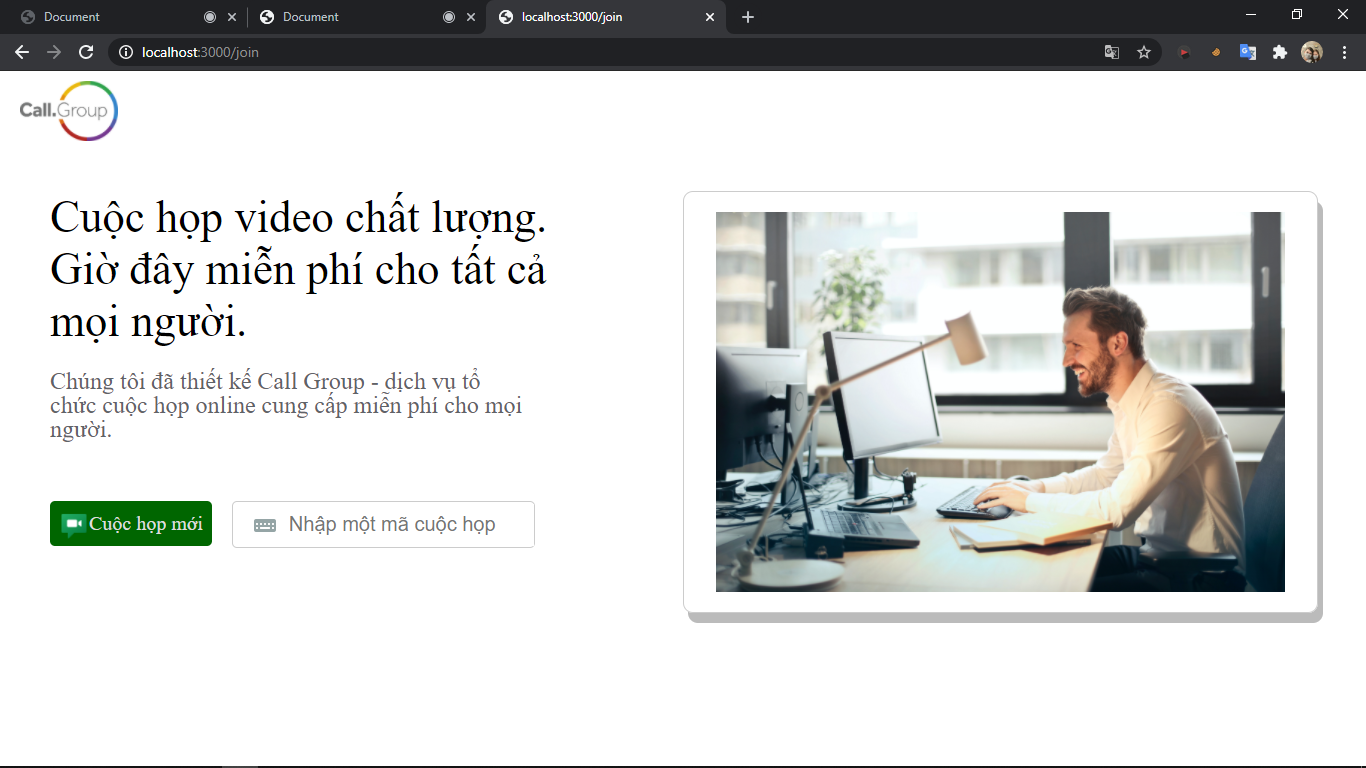 Document
Document
localhost:3000/join
localhost:3000/join
Call.Group
Cuộc họp video chất lượng.
Giờ đây miễn phí cho tất cả
mọi người.
Chúng tôi đã thiết kế Call Group - dịch vụ tổ
chức cuộc họp online cung cấp miễn phí cho mọi
người.
Cuộc họp mới
Nhập một mã cuộc họp